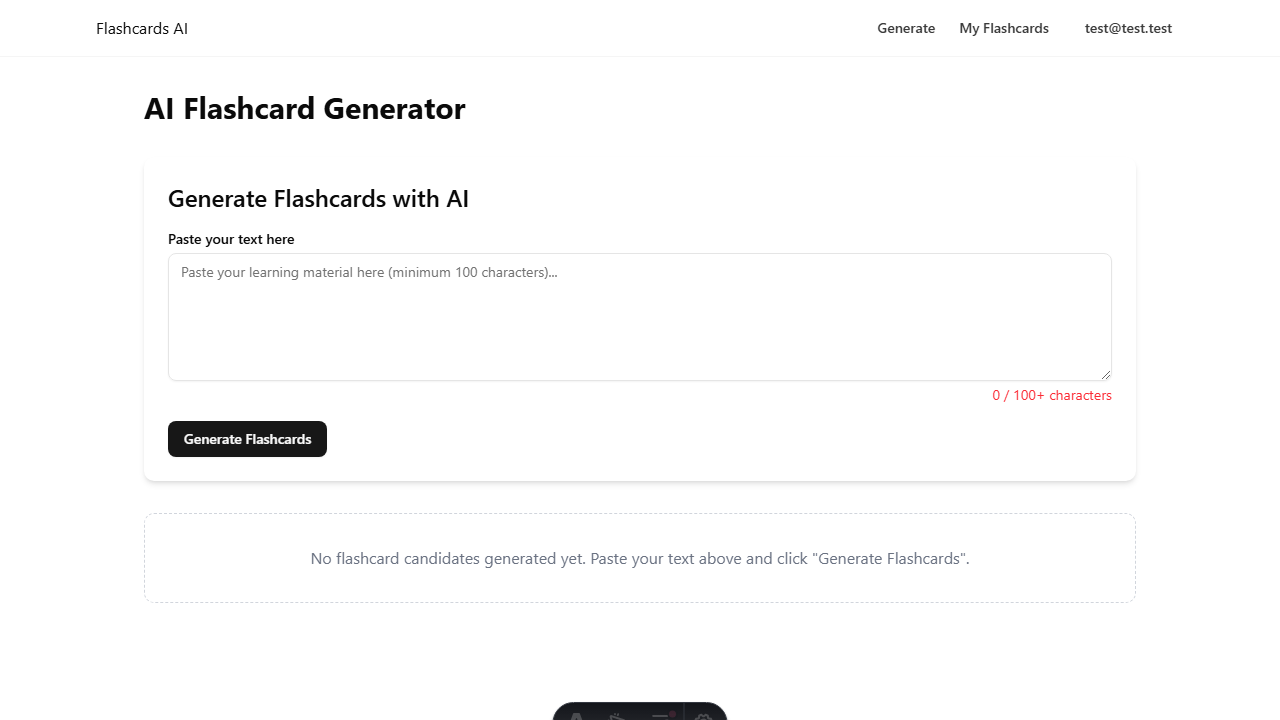 Flashcards AI
Generate
My Flashcards
test@test.test
AI Flashcard Generator
Generate Flashcards with AI
Paste your text here
Paste your learning material here (minimum 100 characters)...
0 / 100+ characters
Generate Flashcards
No flashcard candidates generated yet. Paste your text above and click "Generate Flashcards".